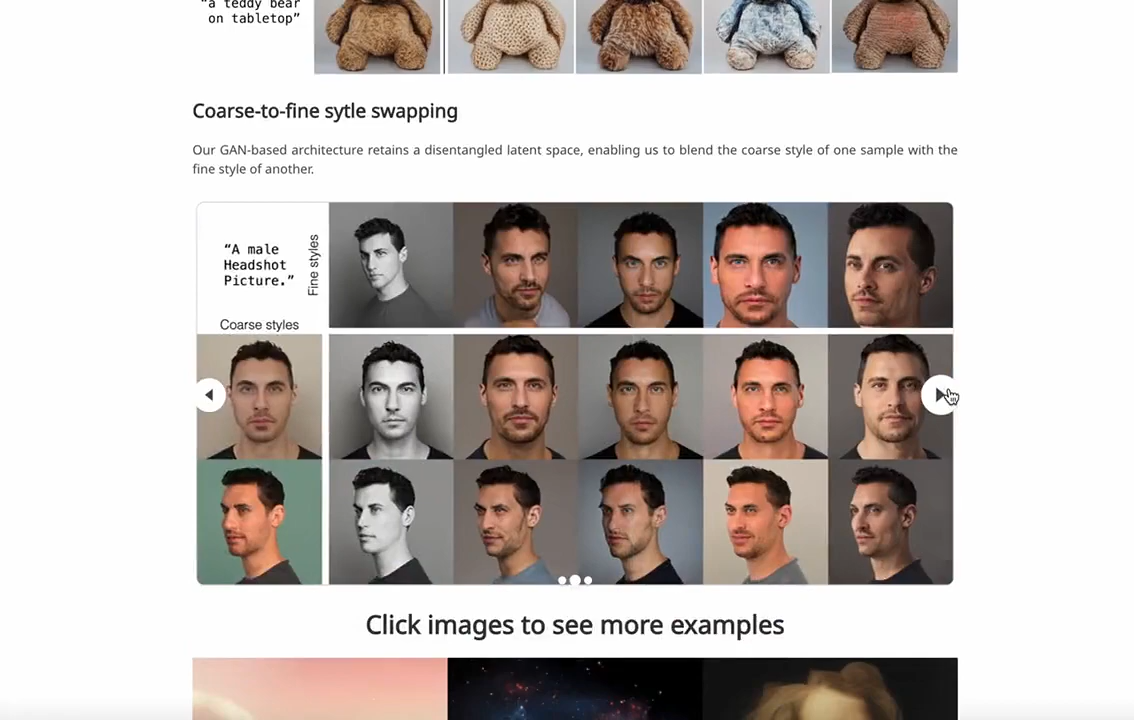 “a teddy bear
on tabletop”
Coarse-to-fine sytle swapping
Our GAN-based architecture retains a disentangled latent space, enabling us to blend the coarse style of one sample with the
fine style of another.
“A male
Headshot
Picture.”
Fine styles
Coarse styles
Click images to see more examples